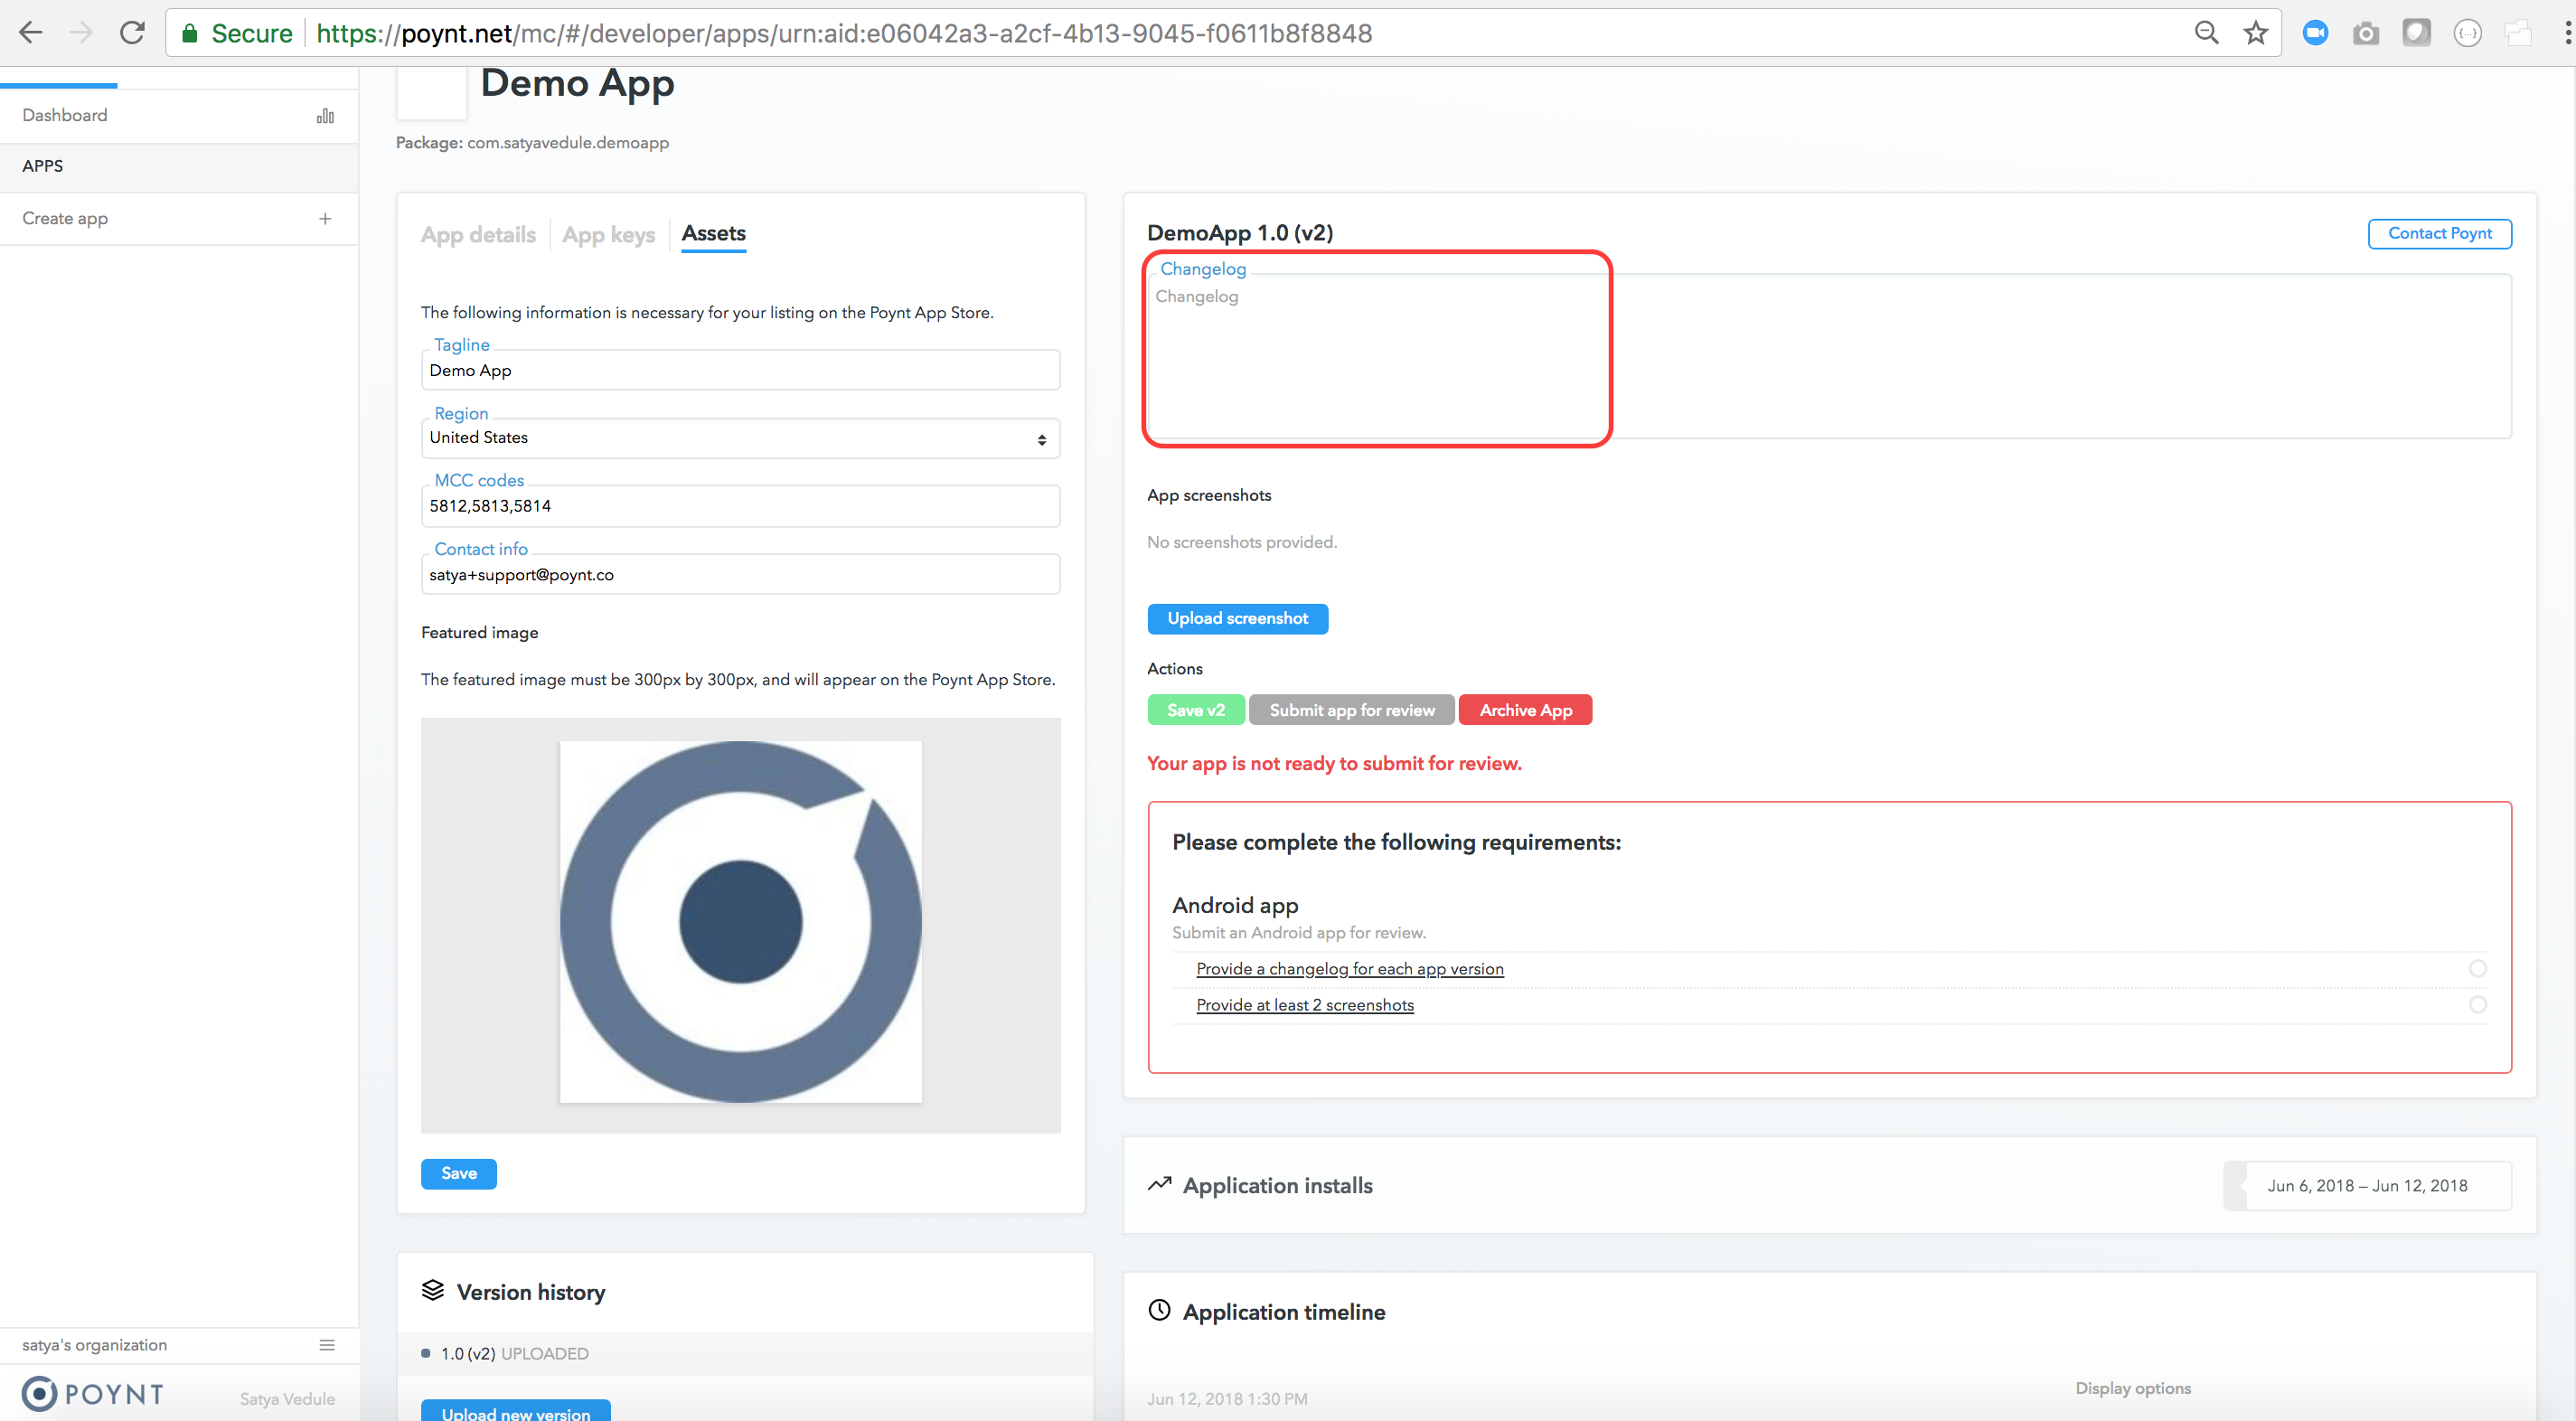 Secure https://poynt.net/mc/#/developer/apps/urn:aid:e06042a3-a2cf-4b13-9045-f0611b8f8848
Dashboard
APPS
Create app
satya's organization
POYNT
Satya Vedule
Demo App
Package: com.satyavedule.demoapp
App details App keys Assets
The following information is necessary for your listing on the Poynt App Store.
Tagline
Demo App
Region
United States
MCC codes
5812,5813,5814
Contact info
satya+support@poynt.co
Featured image
The featured image must be 300px by 300px, and will appear on the Poynt App Store.
Save
Version history
1.0 (v2) UPLOADED
Upload new version
DemoApp 1.0 (v2)
Contact Poynt
Changelog
Changelog
App screenshots
No screenshots provided.
Upload screenshot
Actions
Save v2 Submit app for review Archive App
Your app is not ready to submit for review.
Please complete the following requirements:
Android app
Submit an Android app for review.
Provide a changelog for each app version
Provide at least 2 screenshots
Application installs
Jun 6, 2018 – Jun 12, 2018
Application timeline
Display options
Jun 12, 2018 1:30 PM